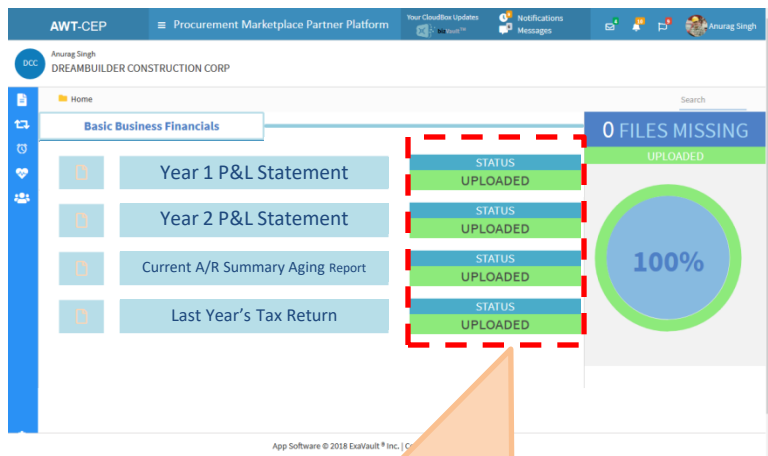 AWT-CEP
Procurement Marketplace Partner Platform
Your CloudBox Updates
bizVault™
Notifications
Messages
Anurag Singh
DCC
Anurag Singh
DREAMBUILDER CONSTRUCTION CORP
Home
Search
Basic Business Financials
0 FILES MISSING
UPLOADED
Year 1 P&L Statement
STATUS
UPLOADED
Year 2 P&L Statement
STATUS
UPLOADED
Current A/R Summary Aging Report
STATUS
UPLOADED
100%
Last Year's Tax Return
STATUS
UPLOADED
App Software © 2018 ExaVault ® Inc. |